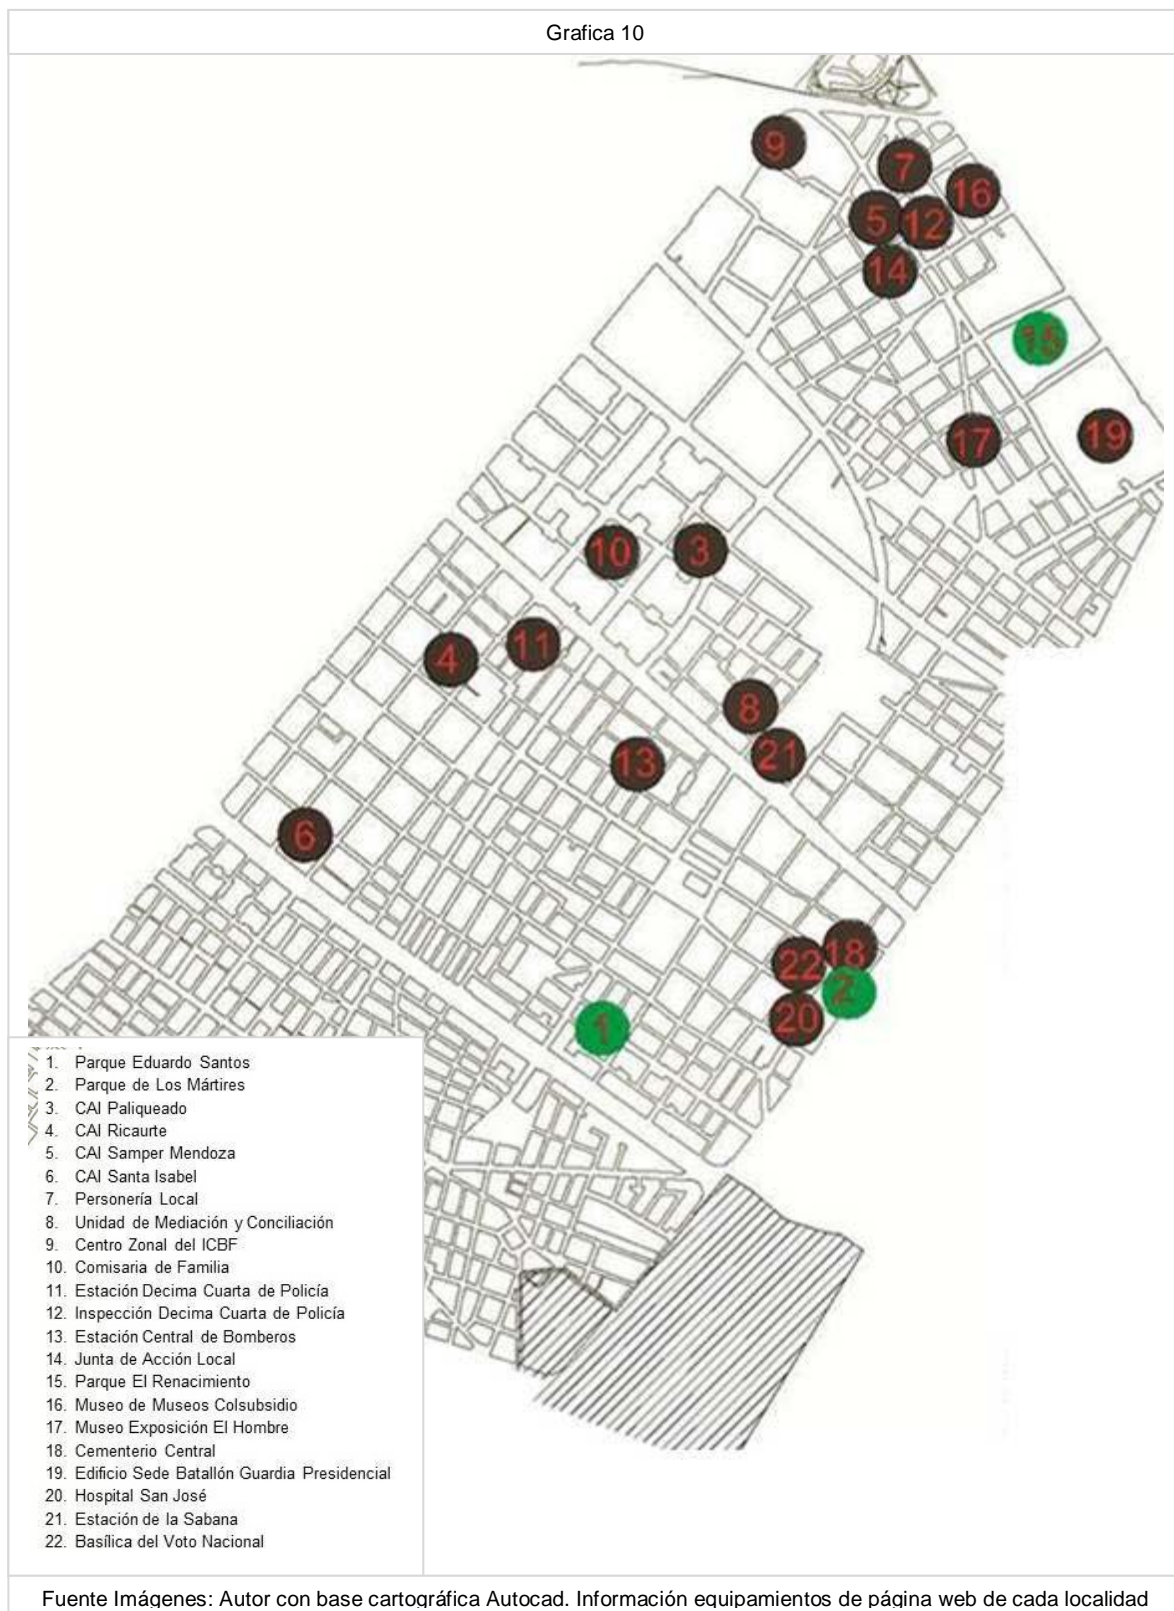 Grafica 10
9
7
16
5
12
14
15
17
19
10
3
11
4
8
21
13
6
18
22
2
20
1
1. Parque Eduardo Santos
2. Parque de Los Mártires
3. CAI Paliqueado
4. CAI Ricaurte
5. CAI Samper Mendoza
6. CAI Santa Isabel
7. Personería Local
8. Unidad de Mediación y Conciliación
9. Centro Zonal del ICBF
10. Comisaria de Familia
11. Estación Decima Cuarta de Policía
12. Inspección Decima Cuarta de Policía
13. Estación Central de Bomberos
14. Junta de Acción Local
15. Parque El Renacimiento
16. Museo de Museos Colsubsidio
17. Museo Exposición El Hombre
18. Cementerio Central
19. Edificio Sede Batallón Guardia Presidencial
20. Hospital San José
21. Estación de la Sabana
22. Basílica del Voto Nacional
Fuente Imágenes: Autor con base cartográfica Autocad. Información equipamientos de página web de cada localidad